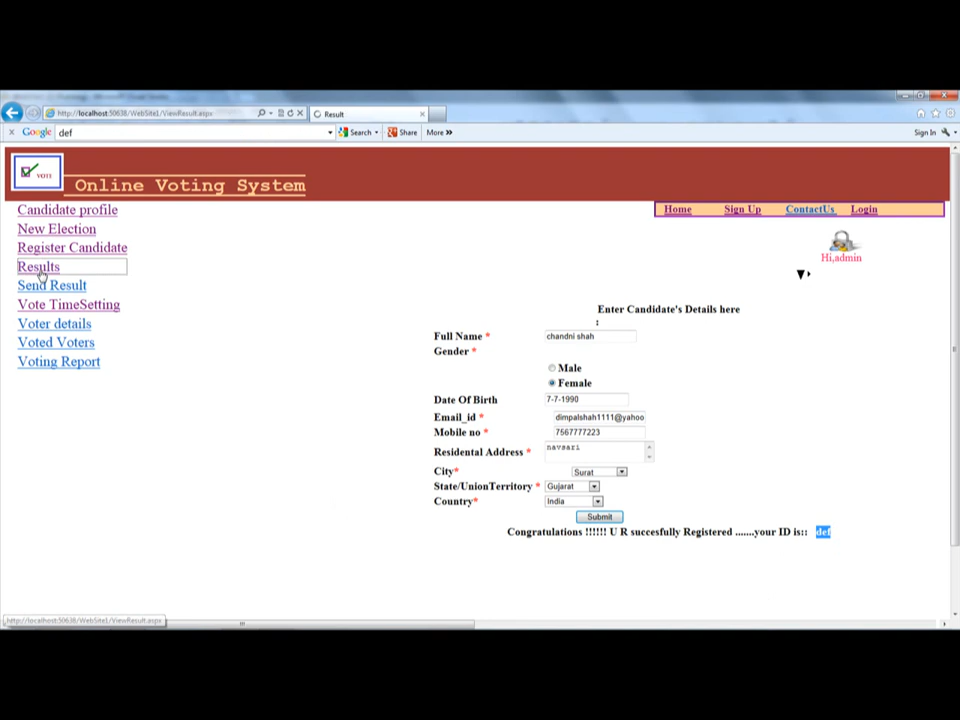 http://localhost:50638/WebSite1/ViewResult.aspx
Result
Google def Search Share More »
Sign In
VOTE
Online Voting System
Home Sign Up ContactUs Login
Hi,admin
Candidate profile
New Election
Register Candidate
Results
Send Result
Vote TimeSetting
Voter details
Voted Voters
Voting Report
Enter Candidate's Details here
:
Full Name * chandni shah
Gender *
Male
Female
Date Of Birth 7-7-1990
Email_id * dimpalshah1111@yahoo
Mobile no * 7567777223
Residental Address * navsari
City* Surat
State/UnionTerritory * Gujarat
Country* India
Submit
Congratulations !!!!!! U R succesfully Registered .......your ID is:: def
http://localhost:50638/WebSite1/ViewResult.aspx